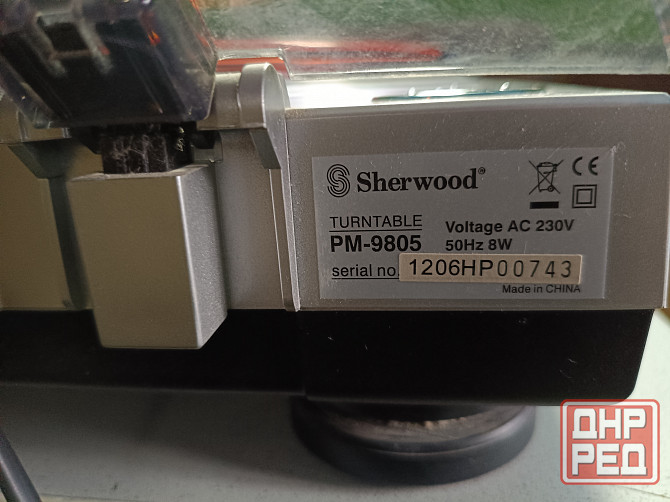 Sherwood®
CE
TURNTABLE
PM-9805
Voltage AC 230V
50Hz 8W
serial no. 1206HP00743
Made in CHINA
ДНР
РЕД